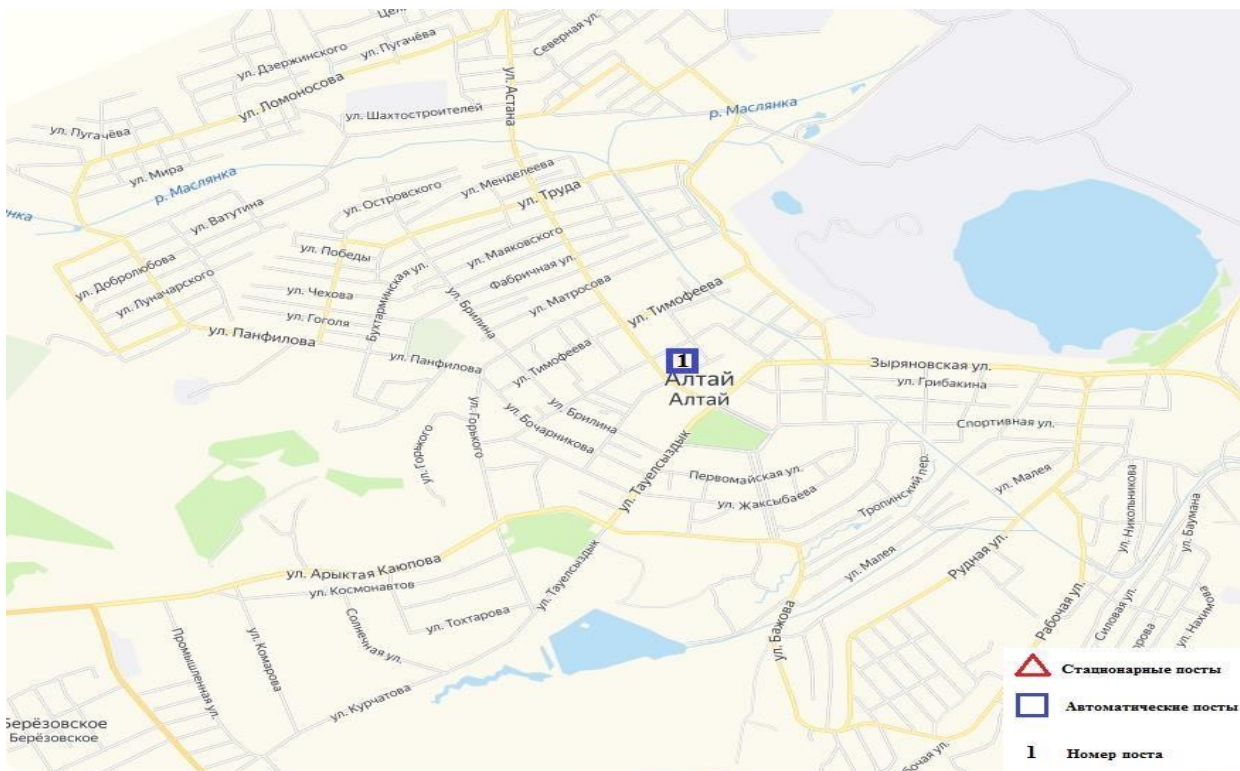 Северная ул.
ул. Пугачёва
ул. Дзержинского
ул. Ломоносова
ул. Астана
ул. Шахтостроителей
р. Маслянка
ул. Пугачёва
ул. Мира
р. Маслянка
ул. Менделеева
ул. Островского
ул. Труда
ул. Ватутина
ул. Победы
ул. Маяковского
ул. Добролюбова
Фабричная ул.
ул. Луначарского
ул. Чехова
Бухтарминская ул.
ул. Брилина
ул. Матросова
ул. Тимофеева
ул. Гоголя
ул. Панфилова
ул. Панфилова
ул. Тимофеева
1
Алтай
Алтай
Зыряновская ул.
ул. Грибакина
ул. Горького
ул. Горького
ул. Брилина
ул. Бочарникова
Спортивная ул.
ул. Тауелсыздык
Первомайская ул.
ул. Жаксыбаева
Тропинский пер.
ул. Малея
ул. Никольникова
ул. Баумана
ул. Малея
Рудная ул.
ул. Арыктая Каюпова
ул. Космонавтов
ул. Тауелсыздык
ул. Тохтарова
Солнечная ул.
ул. Комарова
Промышленная ул.
ул. Курчатова
ул. Бажова
Рабочая ул.
Силовая ул.
ул. Нахимова
Берёзовское
Берёзовское
Стационарные посты
Автоматические посты
1 Номер поста